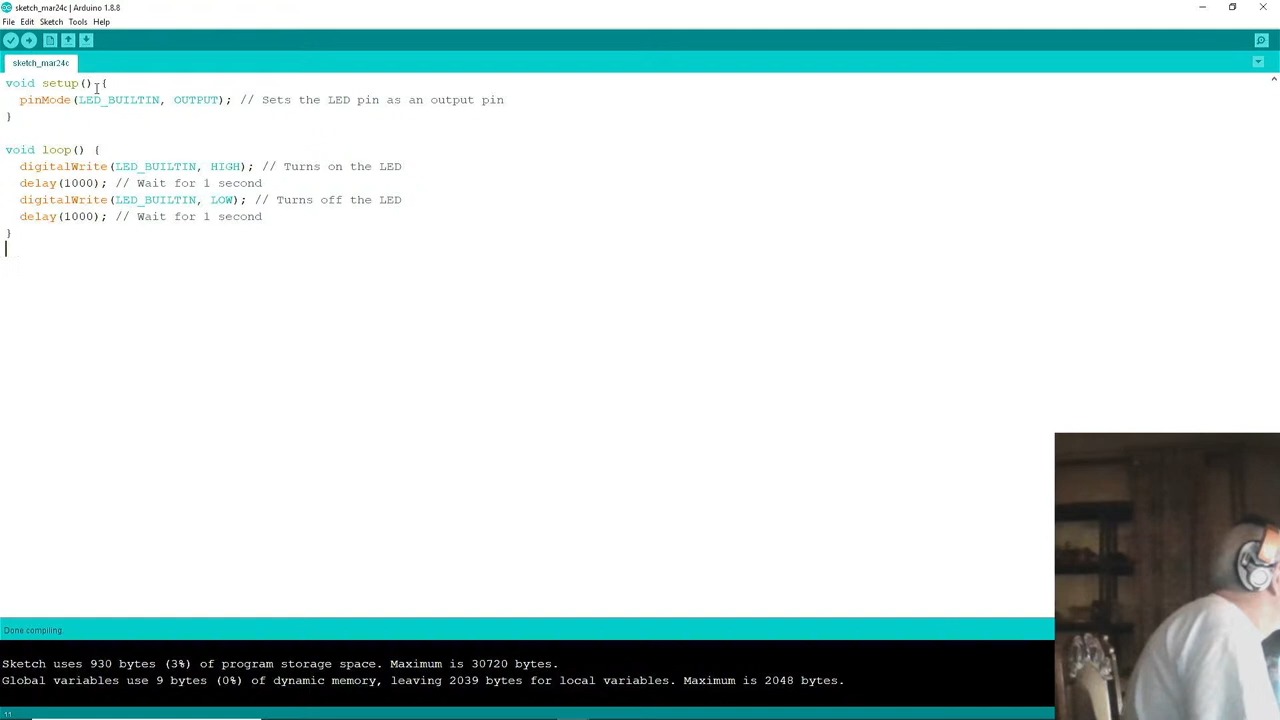 sketch_mar24c | Arduino 1.8.8
File Edit Sketch Tools Help
sketch_mar24c
void setup() {
pinMode(LED_BUILTIN, OUTPUT); // Sets the LED pin as an output pin
}
void loop() {
digitalWrite(LED_BUILTIN, HIGH); // Turns on the LED
delay(1000); // Wait for 1 second
digitalWrite(LED_BUILTIN, LOW); // Turns off the LED
delay(1000); // Wait for 1 second
}
Done compiling.
Sketch uses 930 bytes (3%) of program storage space. Maximum is 30720 bytes.
Global variables use 9 bytes (0%) of dynamic memory, leaving 2039 bytes for local variables. Maximum is 2048 bytes.
11